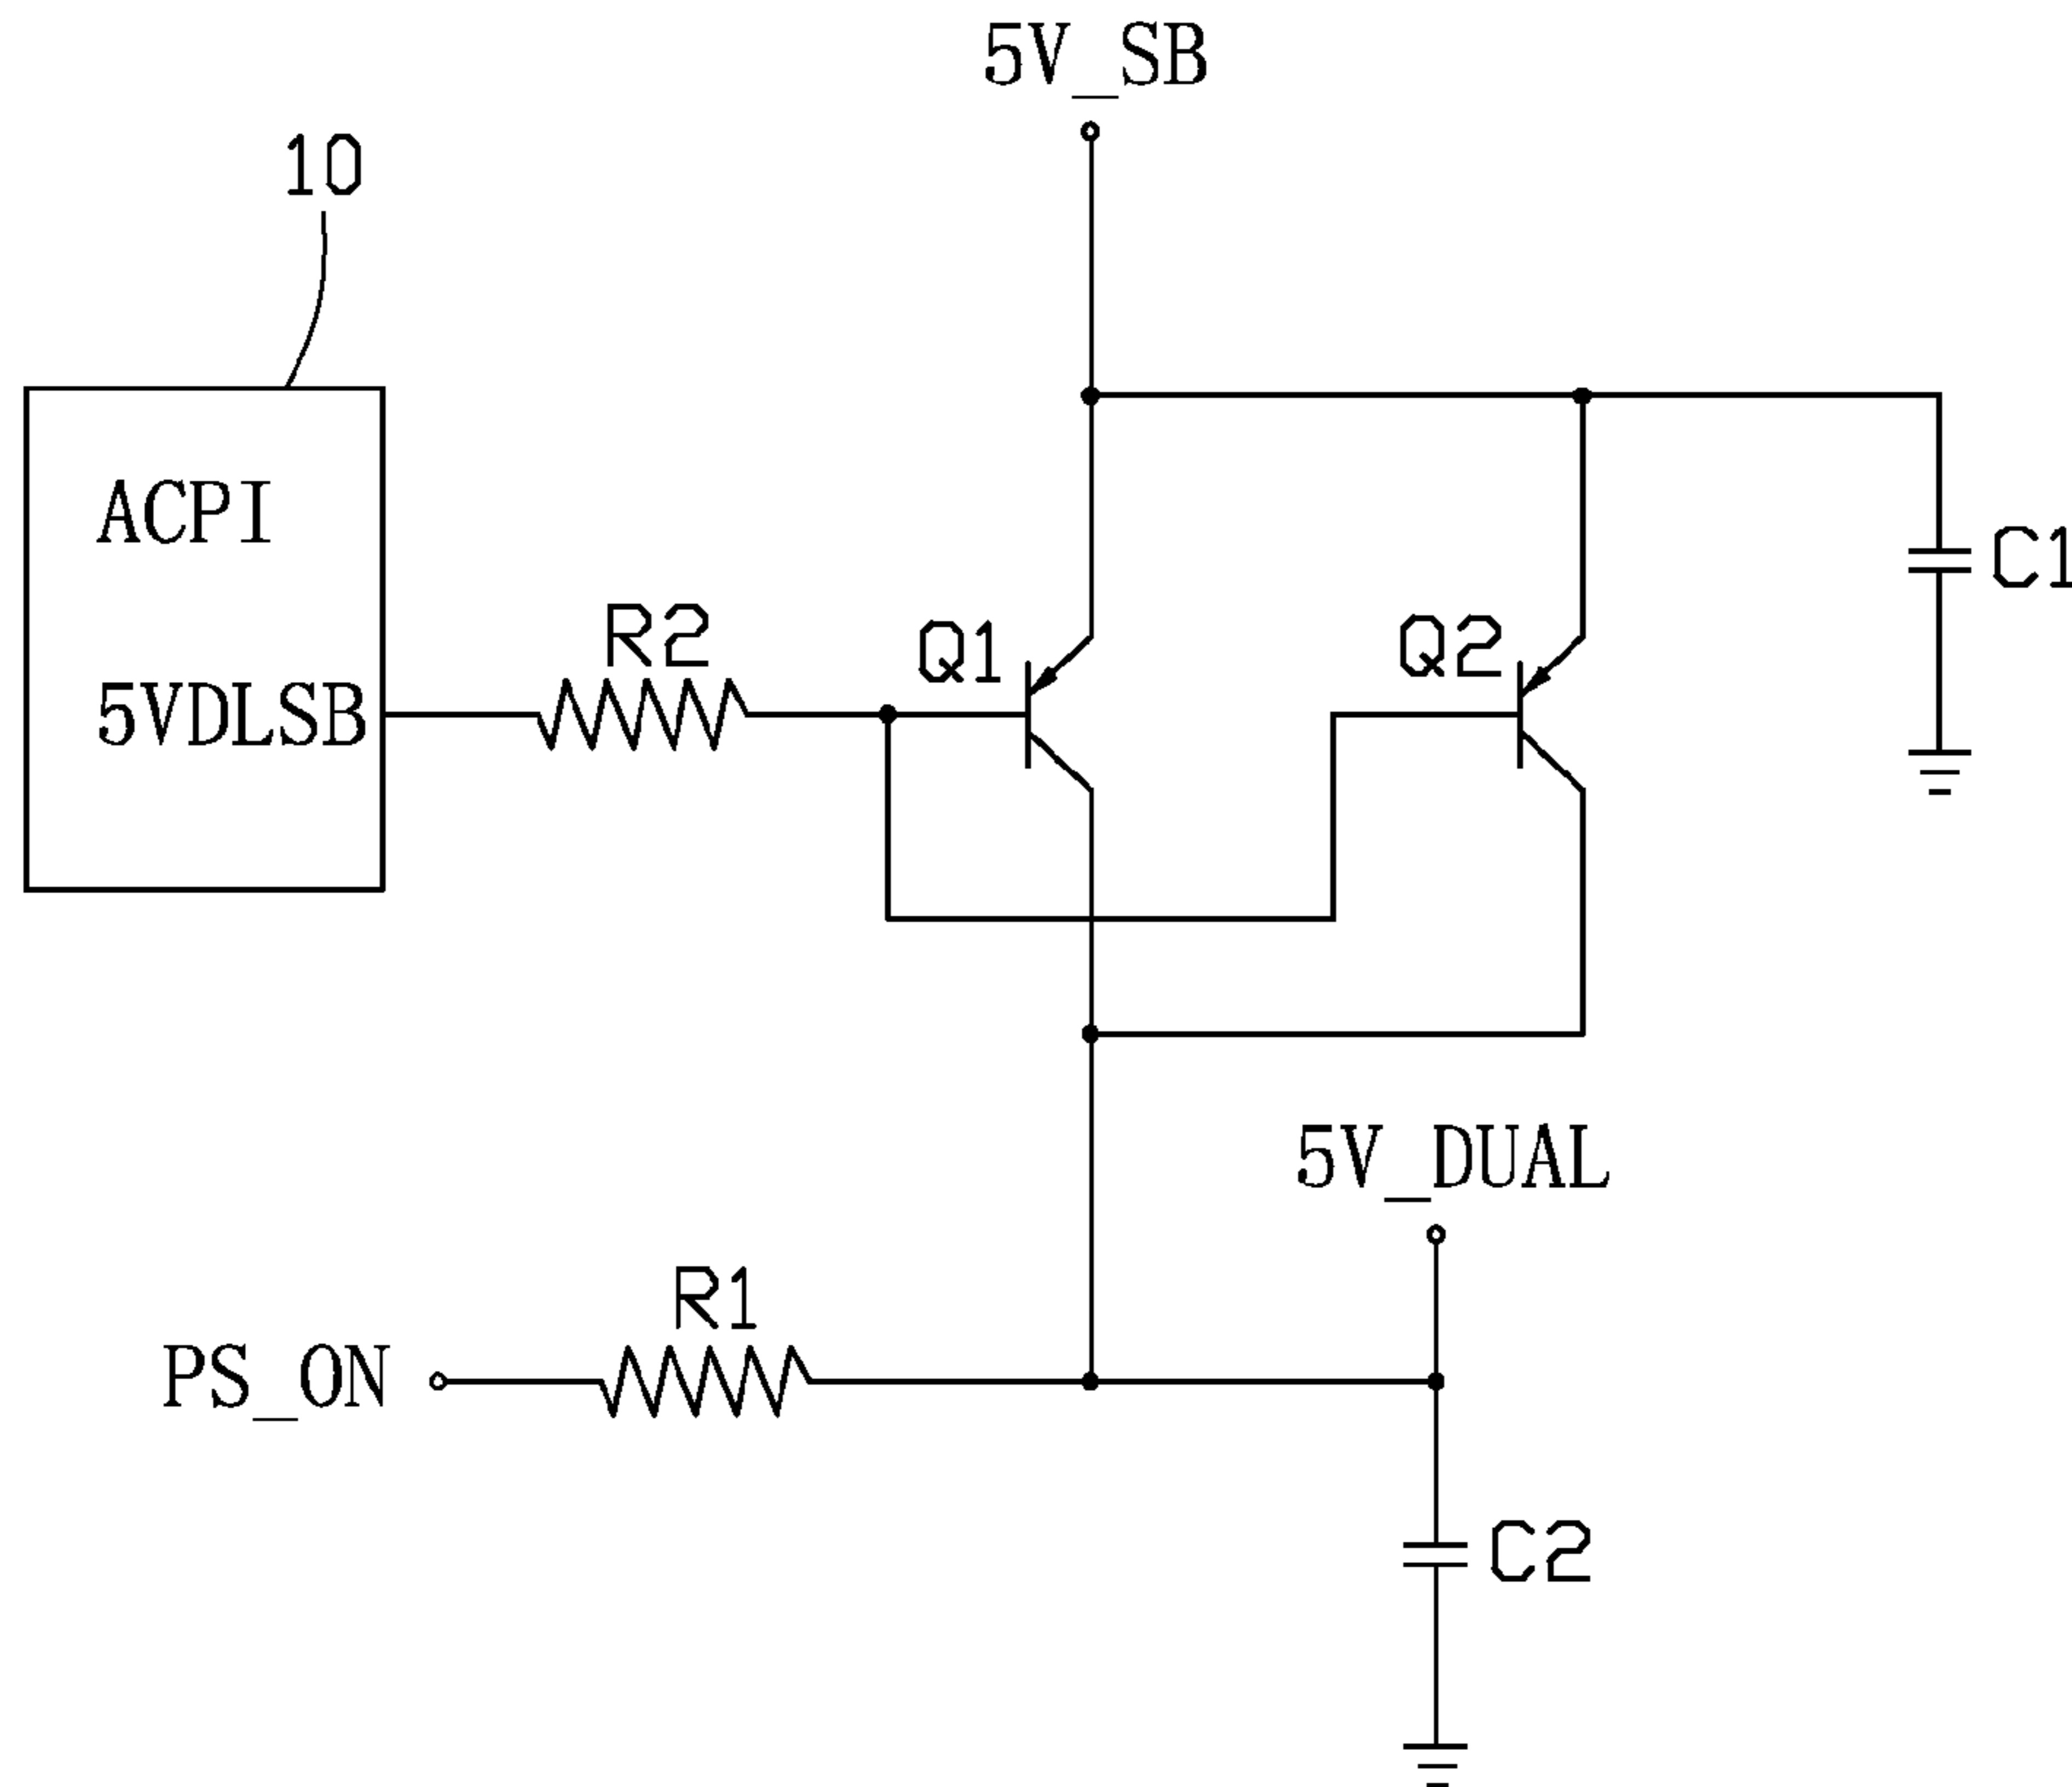 5V_SB
10
ACPI
C1
R2
Q1
Q2
5VDLSB
5V_DUAL
R1
PS_ON
C2